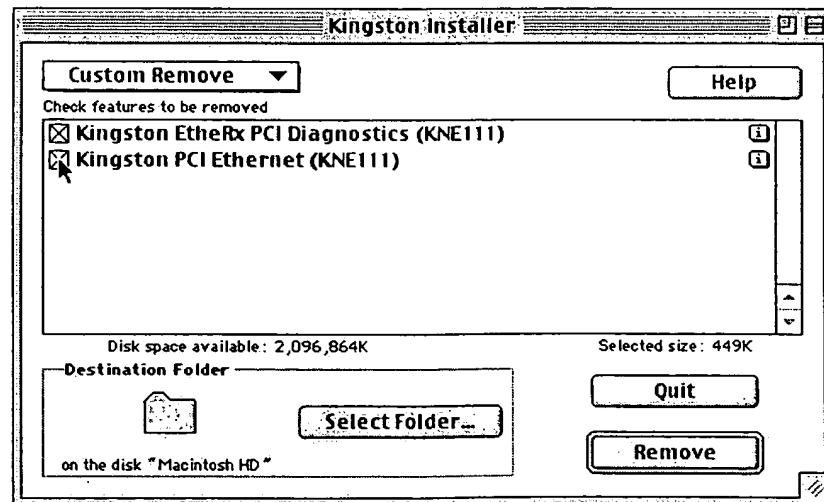 Kingston Installer
Custom Remove
Help
Check features to be removed
Kingston EtheRx PCI Diagnostics (KNE111)
Kingston PCI Ethernet (KNE111)
Disk space available: 2,096,864K
Selected size: 449K
Destination Folder
Select Folder...
on the disk "Macintosh HD"
Quit
Remove